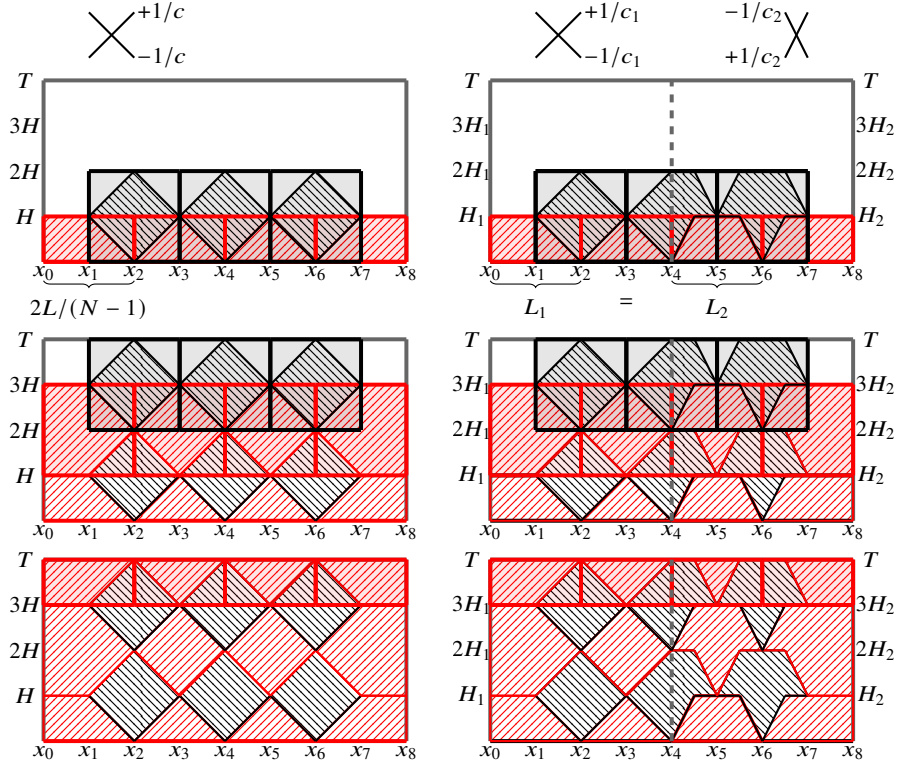 +1/c
−1/c
T
3H
2H
H
x₀ x₁ x₂ x₃ x₄ x₅ x₆ x₇ x₈
2L/(N − 1)
+1/c₁
−1/c₁
−1/c₂
+1/c₂
T T
3H₁ 3H₂
2H₁ 2H₂
H₁ H₂
x₀ x₁ x₂ x₃ x₄ x₅ x₆ x₇ x₈
L₁ = L₂
T
3H
2H
H
x₀ x₁ x₂ x₃ x₄ x₅ x₆ x₇ x₈
T T
3H₁ 3H₂
2H₁ 2H₂
H₁ H₂
x₀ x₁ x₂ x₃ x₄ x₅ x₆ x₇ x₈
T
3H
2H
H
x₀ x₁ x₂ x₃ x₄ x₅ x₆ x₇ x₈
T T
3H₁ 3H₂
2H₁ 2H₂
H₁ H₂
x₀ x₁ x₂ x₃ x₄ x₅ x₆ x₇ x₈